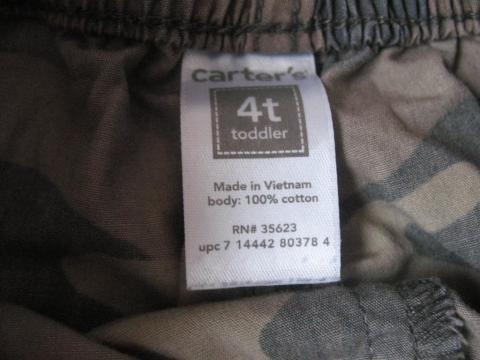 carter's
4t
toddler
Made in Vietnam
body: 100% cotton
RN# 35623
upc 7 14442 80378 4